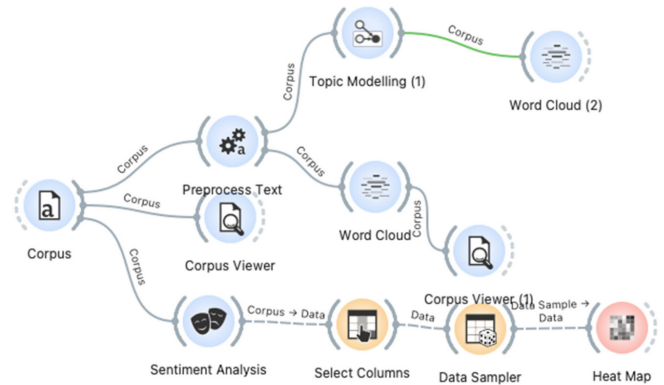 Corpus
Topic Modelling (1)
Corpus
Word Cloud (2)
Corpus
Preprocess Text
Corpus
Corpus
Word Cloud
Corpus
Corpus Viewer (1)
a
Corpus
Corpus
Corpus Viewer
Corpus
Sentiment Analysis
Corpus → Data
Select Columns
Data
Data Sampler
Data Sample →
Data
Heat Map
a